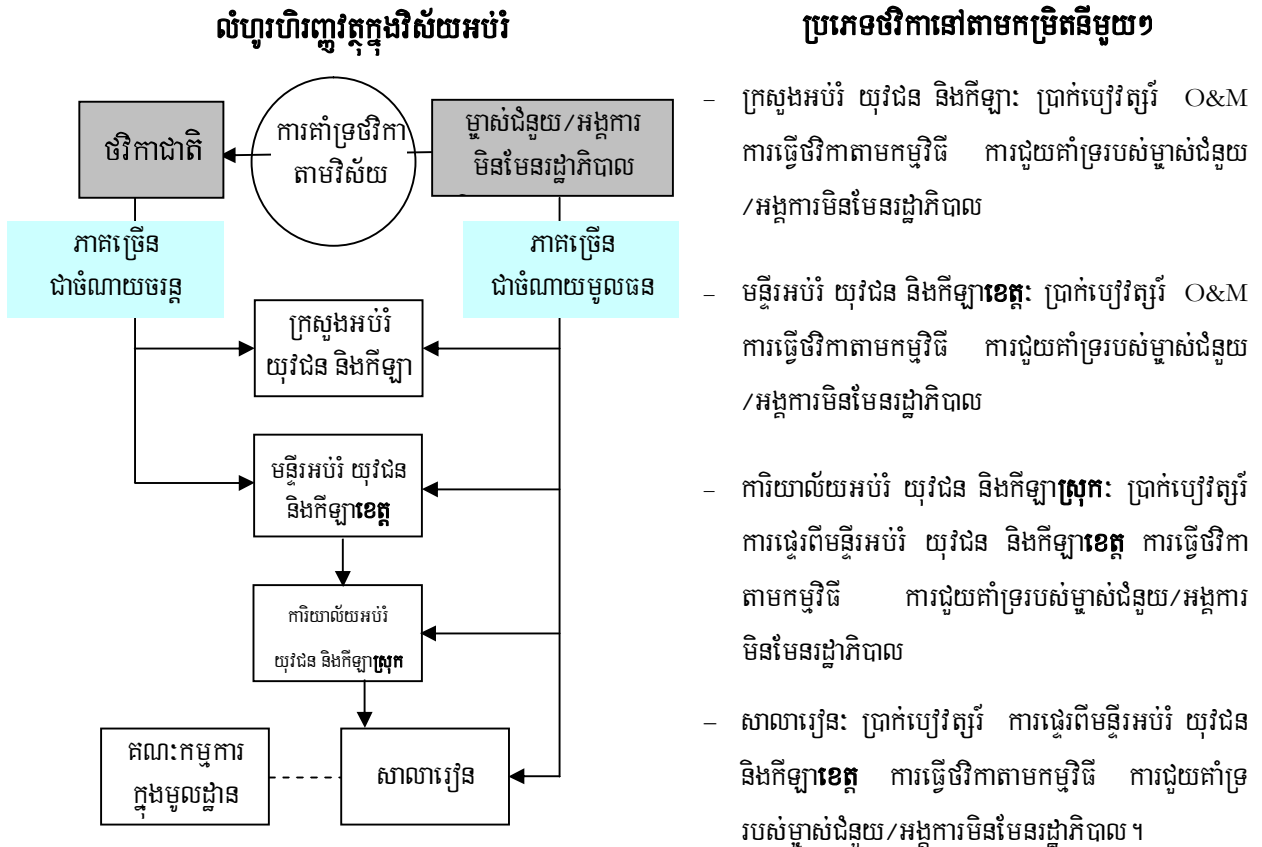 លំហូរហិរញ្ញវត្ថុក្នុងវិស័យអប់រំ
ថវិកាជាតិ
ការគាំទ្រថវិកា
តាមវិស័យ
ម្ចាស់ជំនួយ/អង្គការ
មិនមែនរដ្ឋាភិបាល
ភាគច្រើន
ជាចំណាយចរន្ត
ភាគច្រើន
ជាចំណាយមូលធន
ក្រសួងអប់រំ
យុវជន និងកីឡា
មន្ទីរអប់រំ យុវជន
និងកីឡាខេត្ត
ការិយាល័យអប់រំ
យុវជន និងកីឡាស្រុក
គណៈកម្មការ
ក្នុងមូលដ្ឋាន
សាលារៀន
ប្រភេទថវិកានៅតាមកម្រិតនីមួយៗ
– ក្រសួងអប់រំ យុវជន និងកីឡា: ប្រាក់បៀវត្សរ៍ O&M
ការធ្វើថវិកាតាមកម្មវិធី ការជួយគាំទ្ររបស់ម្ចាស់ជំនួយ
/អង្គការមិនមែនរដ្ឋាភិបាល
– មន្ទីរអប់រំ យុវជន និងកីឡាខេត្ត: ប្រាក់បៀវត្សរ៍ O&M
ការធ្វើថវិកាតាមកម្មវិធី ការជួយគាំទ្ររបស់ម្ចាស់ជំនួយ
/អង្គការមិនមែនរដ្ឋាភិបាល
– ការិយាល័យអប់រំ យុវជន និងកីឡាស្រុក: ប្រាក់បៀវត្សរ៍
ការផ្ទេរពីមន្ទីរអប់រំ យុវជន និងកីឡាខេត្ត ការធ្វើថវិកា
តាមកម្មវិធី ការជួយគាំទ្ររបស់ម្ចាស់ជំនួយ/អង្គការ
មិនមែនរដ្ឋាភិបាល
– សាលារៀន: ប្រាក់បៀវត្សរ៍ ការផ្ទេរពីមន្ទីរអប់រំ យុវជន
និងកីឡាខេត្ត ការធ្វើថវិកាតាមកម្មវិធី ការជួយគាំទ្រ
របស់ម្ចាស់ជំនួយ/អង្គការមិនមែនរដ្ឋាភិបាល។